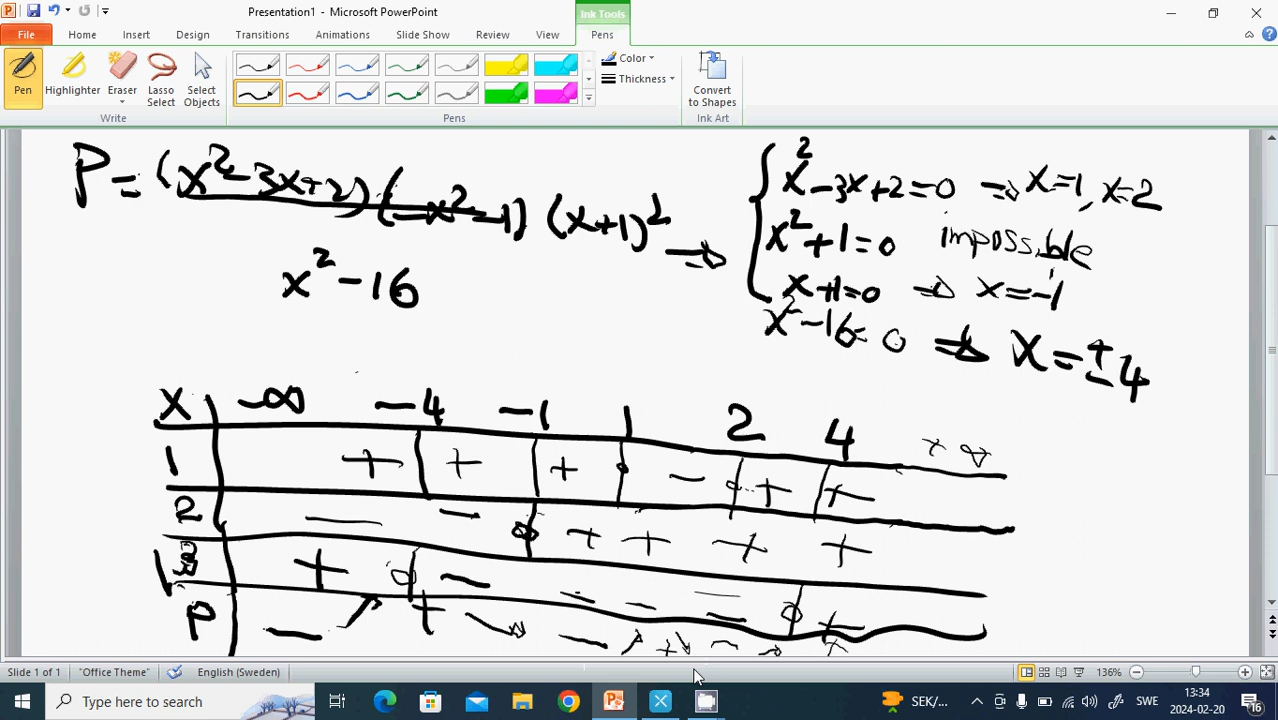 Presentation1 - Microsoft PowerPoint
Ink Tools
File Home Insert Design Transitions Animations Slide Show Review View Pens
Pen Highlighter Eraser Lasso Select Select Objects
Color
Thickness
Convert to Shapes
Write Pens Ink Art
P = (x²-3x+2)(-x²-1)(x+1)² ⇒
x²-16
x²-3x+2=0 ⇒ x=1, x=2
x²+1=0 impossible
x+1=0 ⇒ x=-1
x²-16=0 ⇒ x=±4
x -∞ -4 -1 1 2 4 +∞
1 + + + - + +
2 - - + + + +
3 + - - - - +
P - + - + - +
Slide 1 of 1 "Office Theme" English (Sweden) 136%
Type here to search
SEK/... SWE 13:34
2024-02-20
16